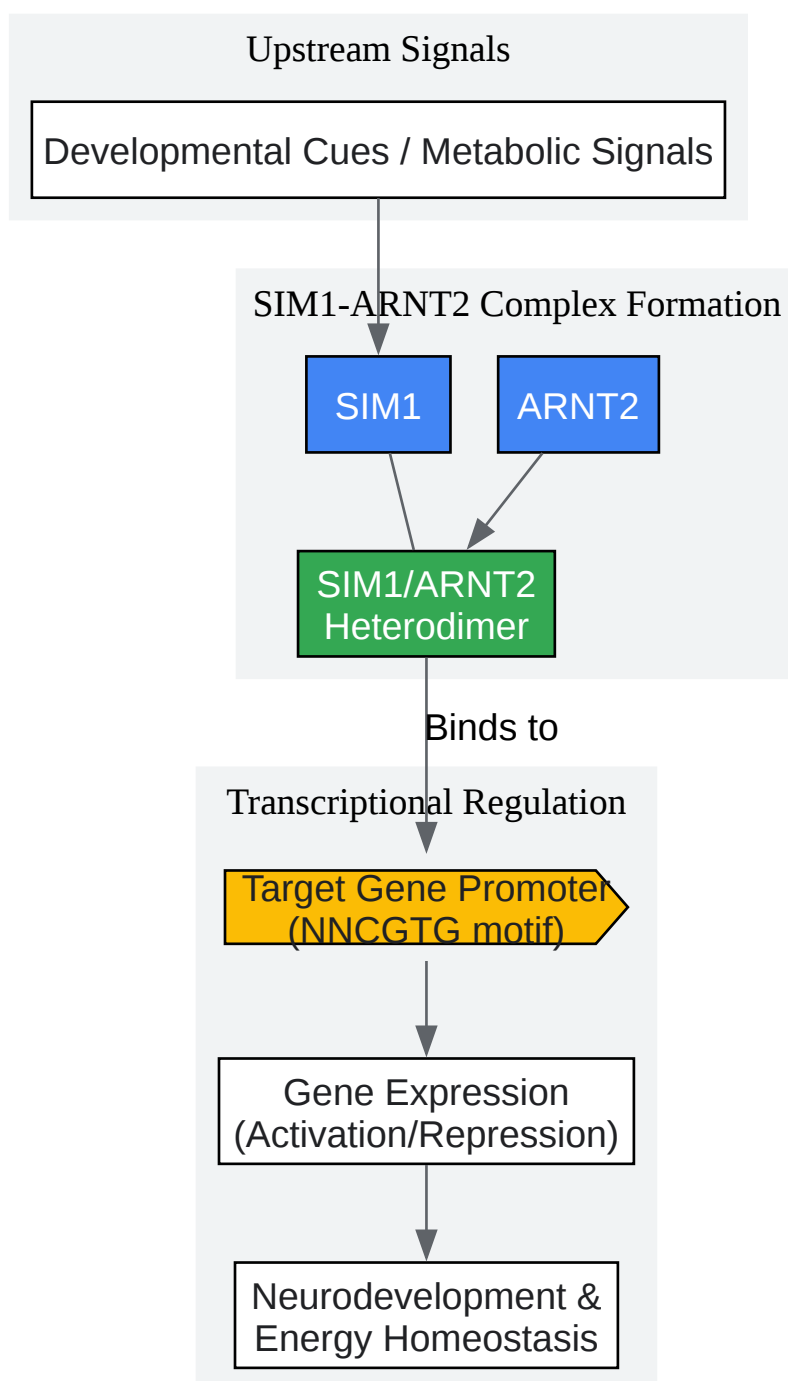 Upstream Signals
Developmental Cues / Metabolic Signals
SIM1-ARNT2 Complex Formation
SIM1
ARNT2
SIM1/ARNT2
Heterodimer
Binds to
Transcriptional Regulation
Target Gene Promoter
(NNCGTG motif)
Gene Expression
(Activation/Repression)
Neurodevelopment &
Energy Homeostasis